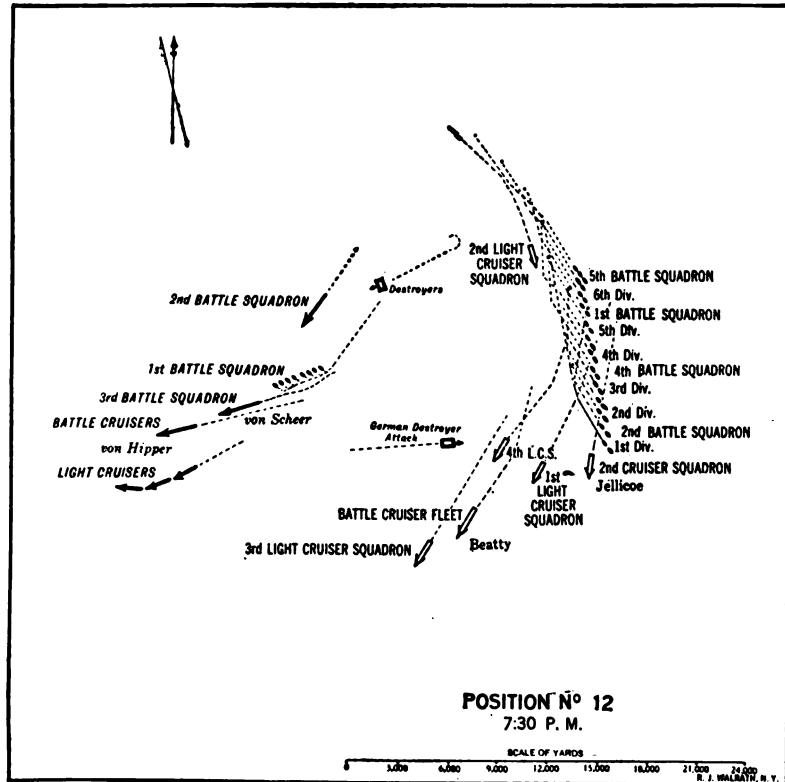 2nd LIGHT
CRUISER
SQUADRON
5th BATTLE SQUADRON
6th Div.
1st BATTLE SQUADRON
5th Div.
4th Div.
4th BATTLE SQUADRON
3rd Div.
2nd Div.
2nd BATTLE SQUADRON
1st Div.
2nd CRUISER SQUADRON
Jellicoe
Destroyers
2nd BATTLE SQUADRON
1st BATTLE SQUADRON
3rd BATTLE SQUADRON
von Scheer
BATTLE CRUISERS
von Hipper
LIGHT CRUISERS
German Destroyer
Attack
4th L.C.S.
1st
LIGHT
CRUISER
SQUADRON
BATTLE CRUISER FLEET
Beatty
3rd LIGHT CRUISER SQUADRON
POSITION Nº 12
7:30 P. M.
SCALE OF YARDS
0 3,000 6,000 9,000 12,000 15,000 18,000 21,000 24,000
R. J. WALRATH, N. Y.